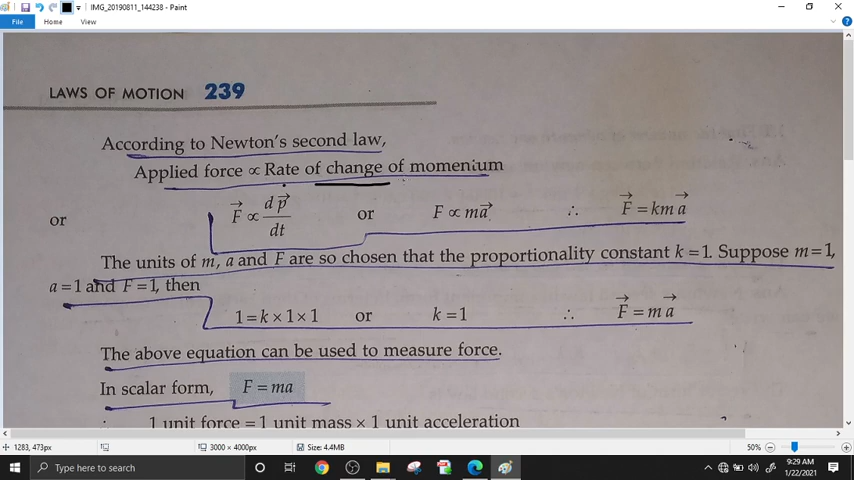 IMG_20190811_144238 - Paint
File Home View
LAWS OF MOTION 239
According to Newton's second law,
Applied force ∝ Rate of change of momentium
or F⃗ ∝ dp⃗/dt or F ∝ ma⃗ ∴ F⃗ = kma⃗
The units of m, a and F are so chosen that the proportionality constant k = 1. Suppose m = 1,
a = 1 and F = 1, then
1 = k × 1 × 1 or k = 1 ∴ F⃗ = ma⃗
The above equation can be used to measure force.
In scalar form, F = ma
∴ 1 unit force = 1 unit mass × 1 unit acceleration
1283, 473px 3000 × 4000px Size: 4.4MB 50%
Type here to search
9:29 AM
1/22/2021